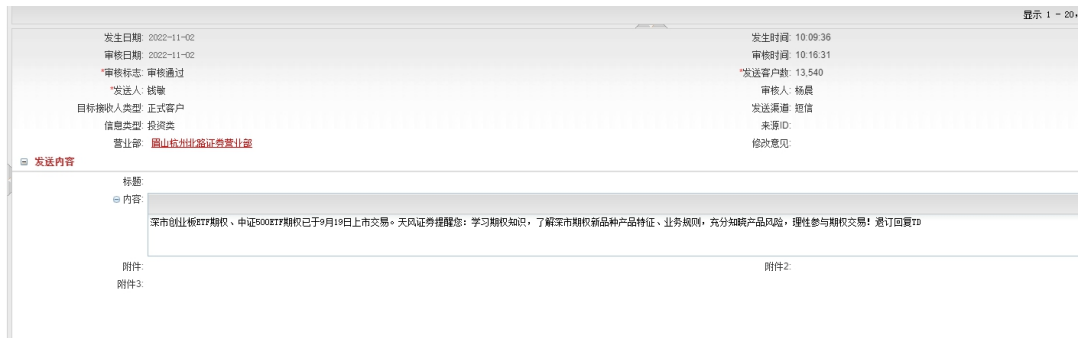 显示 1 - 20,
发生日期: 2022-11-02 发生时间: 10:09:36
审核日期: 2022-11-02 审核时间: 10:16:31
*审核标志: 审核通过 *发送客户数: 13,540
*发送人: 钱敏 审核人: 杨晨
目标接收人类型: 正式客户 发送渠道: 短信
信息类型: 投资类 来源ID:
营业部: 眉山杭州北路证券营业部 修改意见:
发送内容
标题:
内容:
深市创业板ETF期权、中证500ETF期权已于9月19日上市交易。天风证券提醒您: 学习期权知识, 了解深市期权新品种产品特征、业务规则, 充分知晓产品风险, 理性参与期权交易! 退订回复TD
附件: 附件2:
附件3: